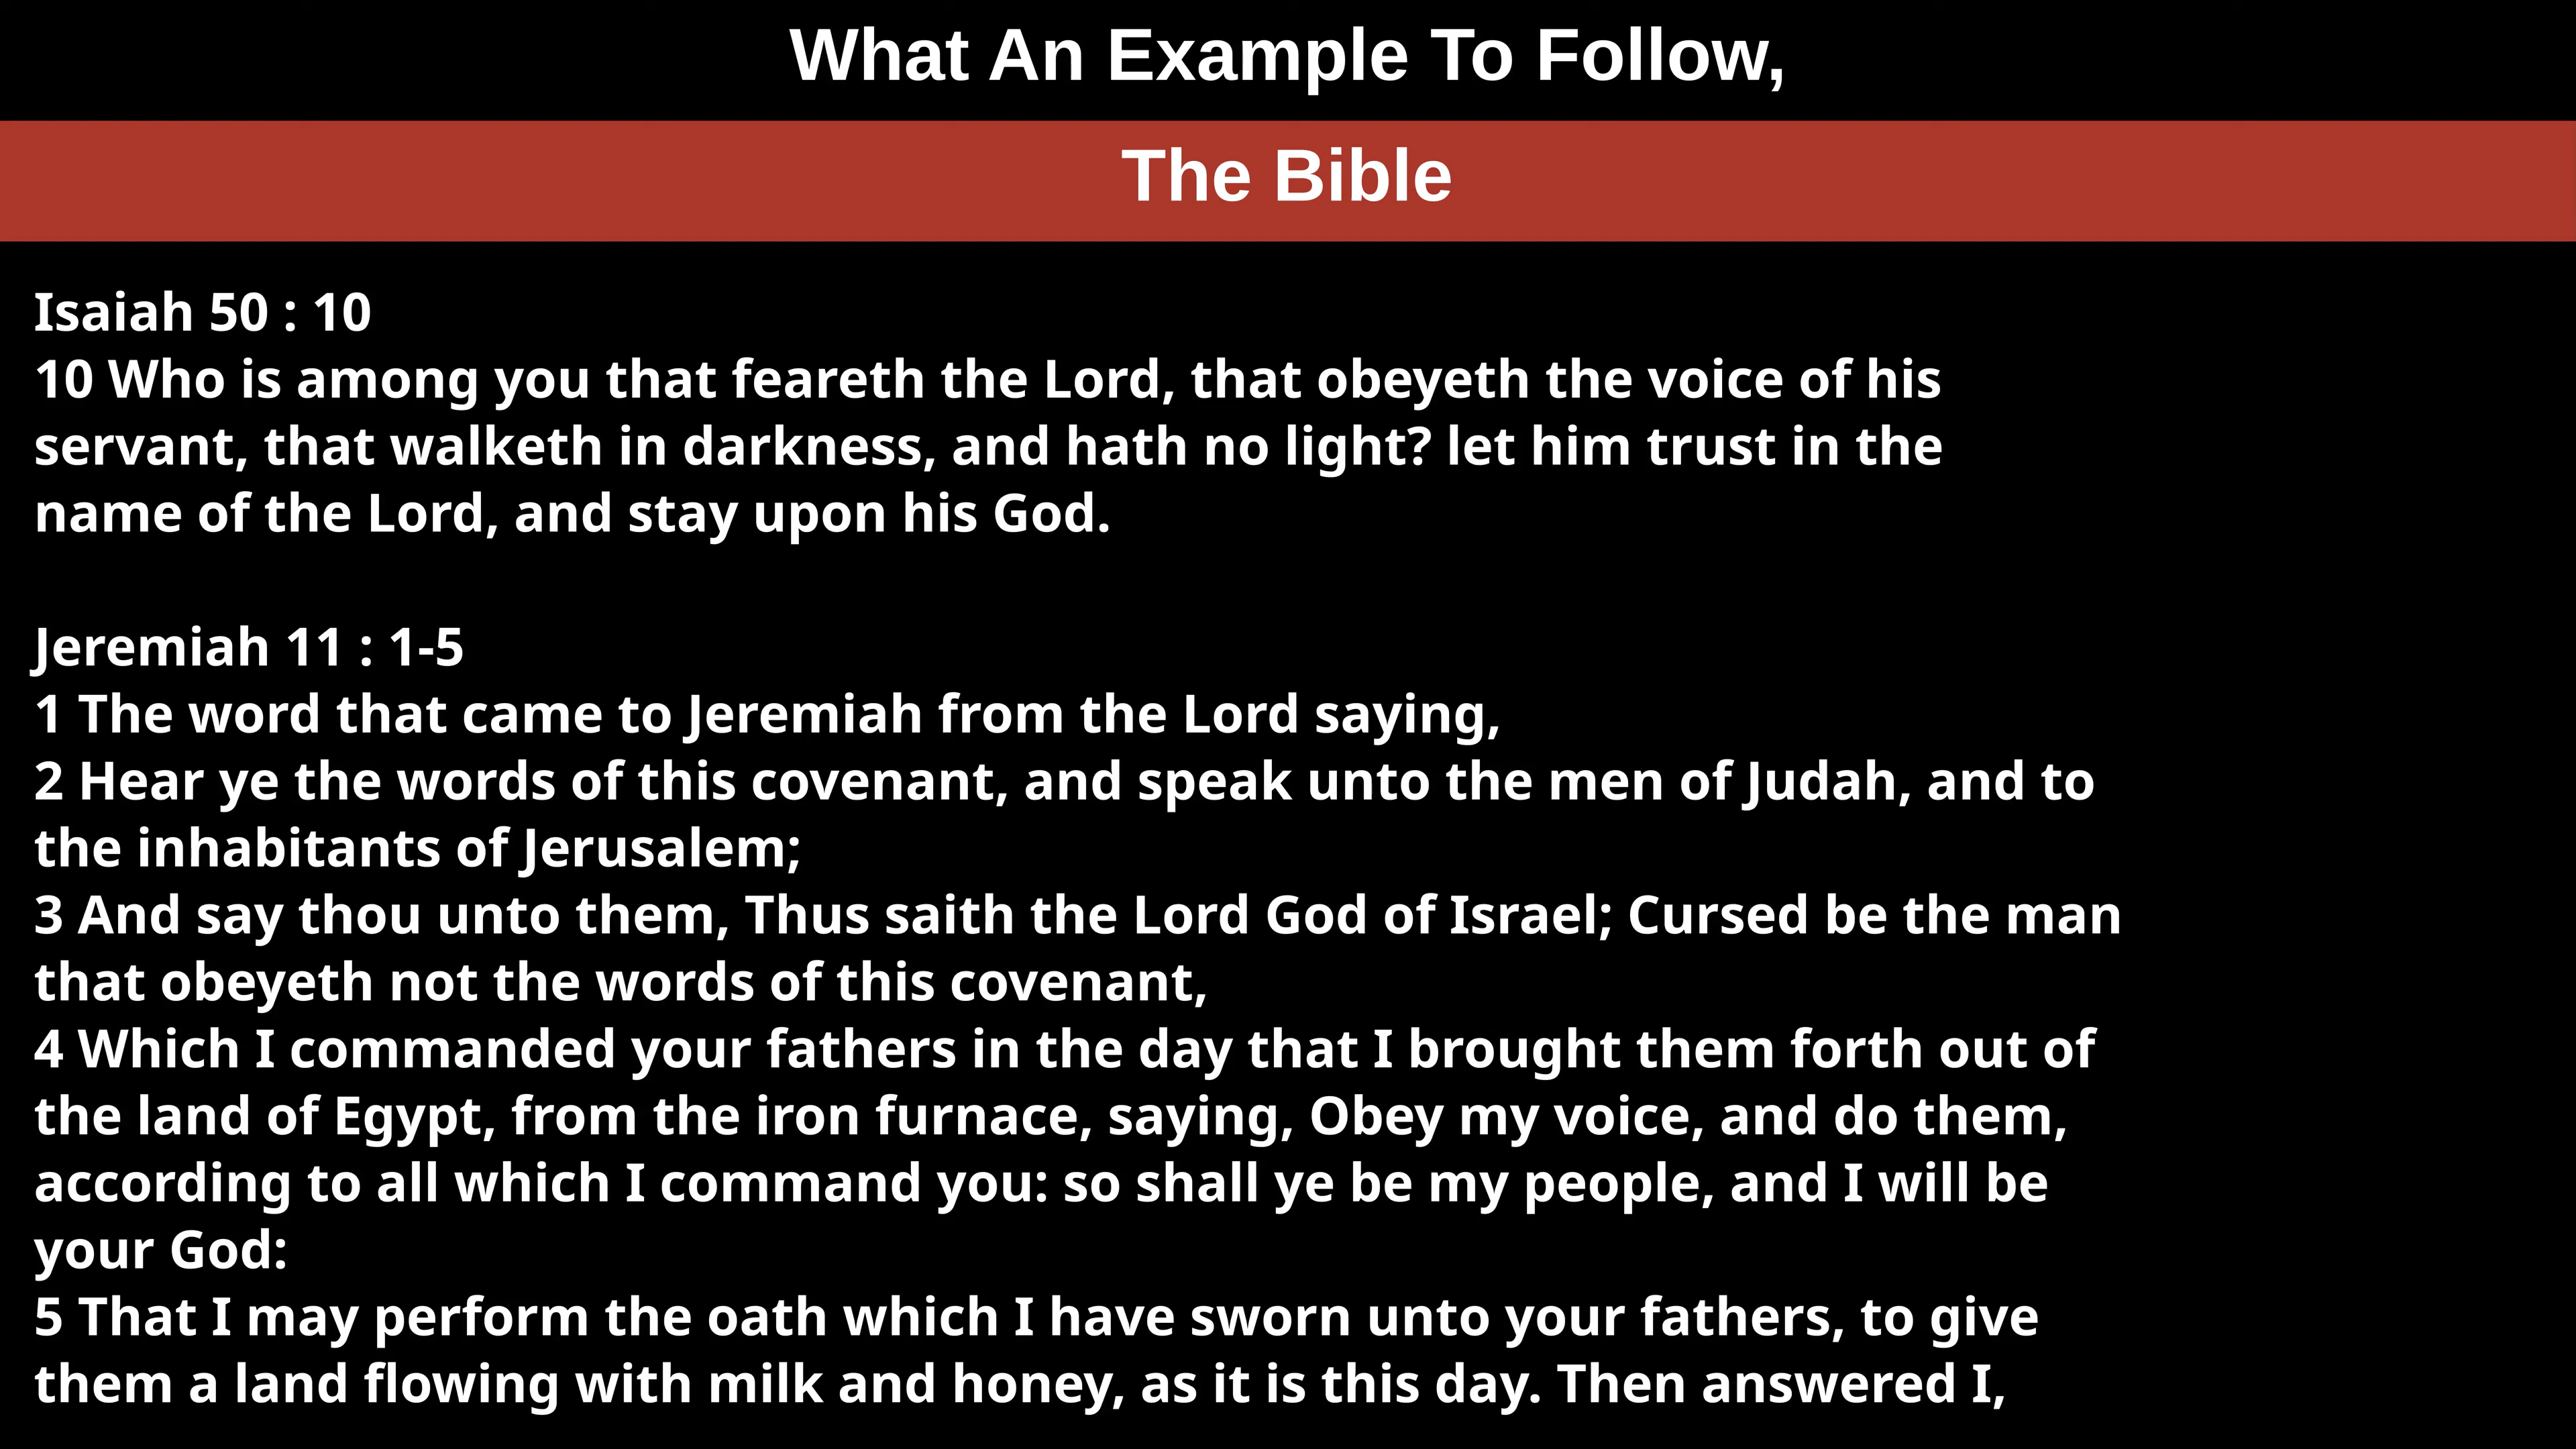 What An Example To Follow,
The Bible
Isaiah 50 : 10
10 Who is among you that feareth the Lord, that obeyeth the voice of his
servant, that walketh in darkness, and hath no light? let him trust in the
name of the Lord, and stay upon his God.
Jeremiah 11 : 1-5
1 The word that came to Jeremiah from the Lord saying,
2 Hear ye the words of this covenant, and speak unto the men of Judah, and to
the inhabitants of Jerusalem;
3 And say thou unto them, Thus saith the Lord God of Israel; Cursed be the man
that obeyeth not the words of this covenant,
4 Which I commanded your fathers in the day that I brought them forth out of
the land of Egypt, from the iron furnace, saying, Obey my voice, and do them,
according to all which I command you: so shall ye be my people, and I will be
your God:
5 That I may perform the oath which I have sworn unto your fathers, to give
them a land flowing with milk and honey, as it is this day. Then answered I,